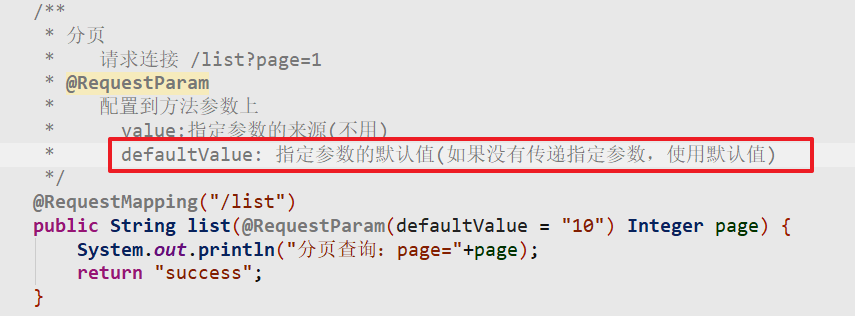 /**
 * 分页
 *    请求连接 /list?page=1
 * @RequestParam
 *    配置到方法参数上
 *      value:指定参数的来源(不用)
 *      defaultValue: 指定参数的默认值(如果没有传递指定参数，使用默认值)
 */
@RequestMapping("/list")
public String list(@RequestParam(defaultValue = "10") Integer page) {
    System.out.println("分页查询：page="+page);
    return "success";
}